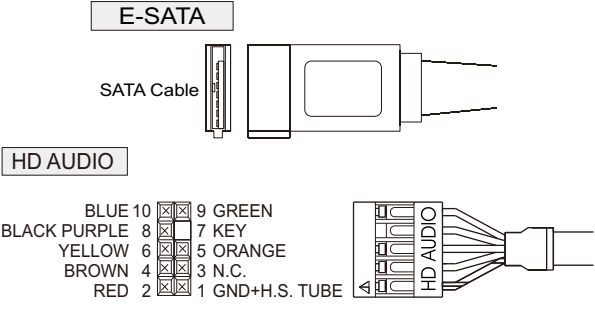 E-SATA
SATA Cable
HD AUDIO
BLUE 10 9 GREEN
BLACK PURPLE 8 7 KEY
YELLOW 6 5 ORANGE
BROWN 4 3 N.C.
RED 2 1 GND+H.S. TUBE
HD AUDIO